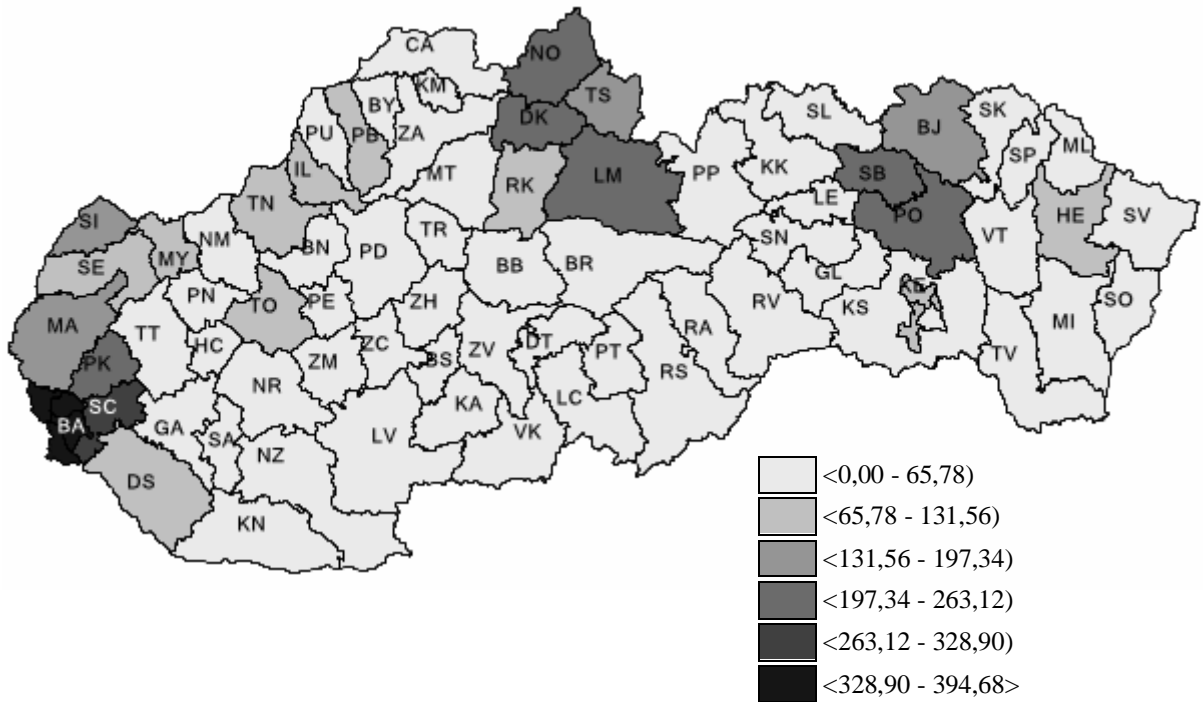 CA
NO
KM
TS
BY
DK
PU
PB
ZA
SL
SK
BJ
SP
ML
IL
MT
RK
LM
PP
KK
SB
LE
HE
TN
PO
SV
SI
NM
BN
PD
TR
SN
VT
SE
MY
BB
BR
GL
KE
PN
TO
PE
ZH
RV
KS
SO
MA
TT
HC
ZM
ZC
BS
ZV
DT
PT
RA
MI
TV
PK
NR
RS
SC
BA
GA
SA
KA
LC
LV
VK
NZ
DS
KN
<0,00 - 65,78)
<65,78 - 131,56)
<131,56 - 197,34)
<197,34 - 263,12)
<263,12 - 328,90)
<328,90 - 394,68>